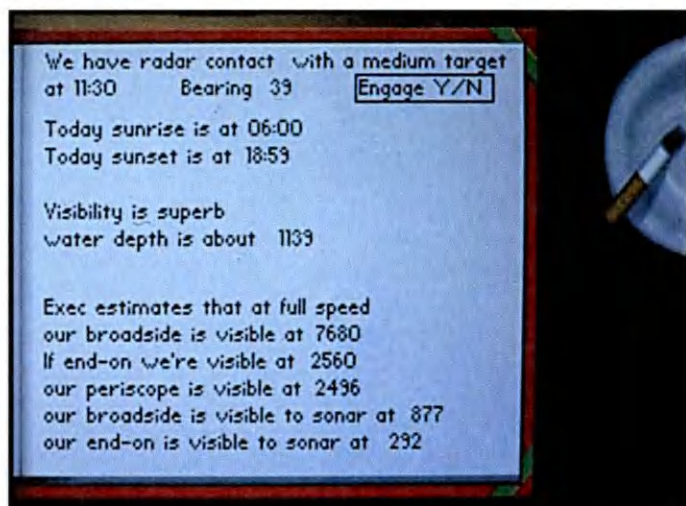 We have radar contact with a medium target
at 11:30 Bearing 39 Engage Y/N
Today sunrise is at 06:00
Today sunset is at 18:59
Visibility is superb
water depth is about 1139
Exec estimates that at full speed
our broadside is visible at 7680
If end-on we're visible at 2560
our periscope is visible at 2496
our broadside is visible to sonar at 877
our end-on is visible to sonar at 292